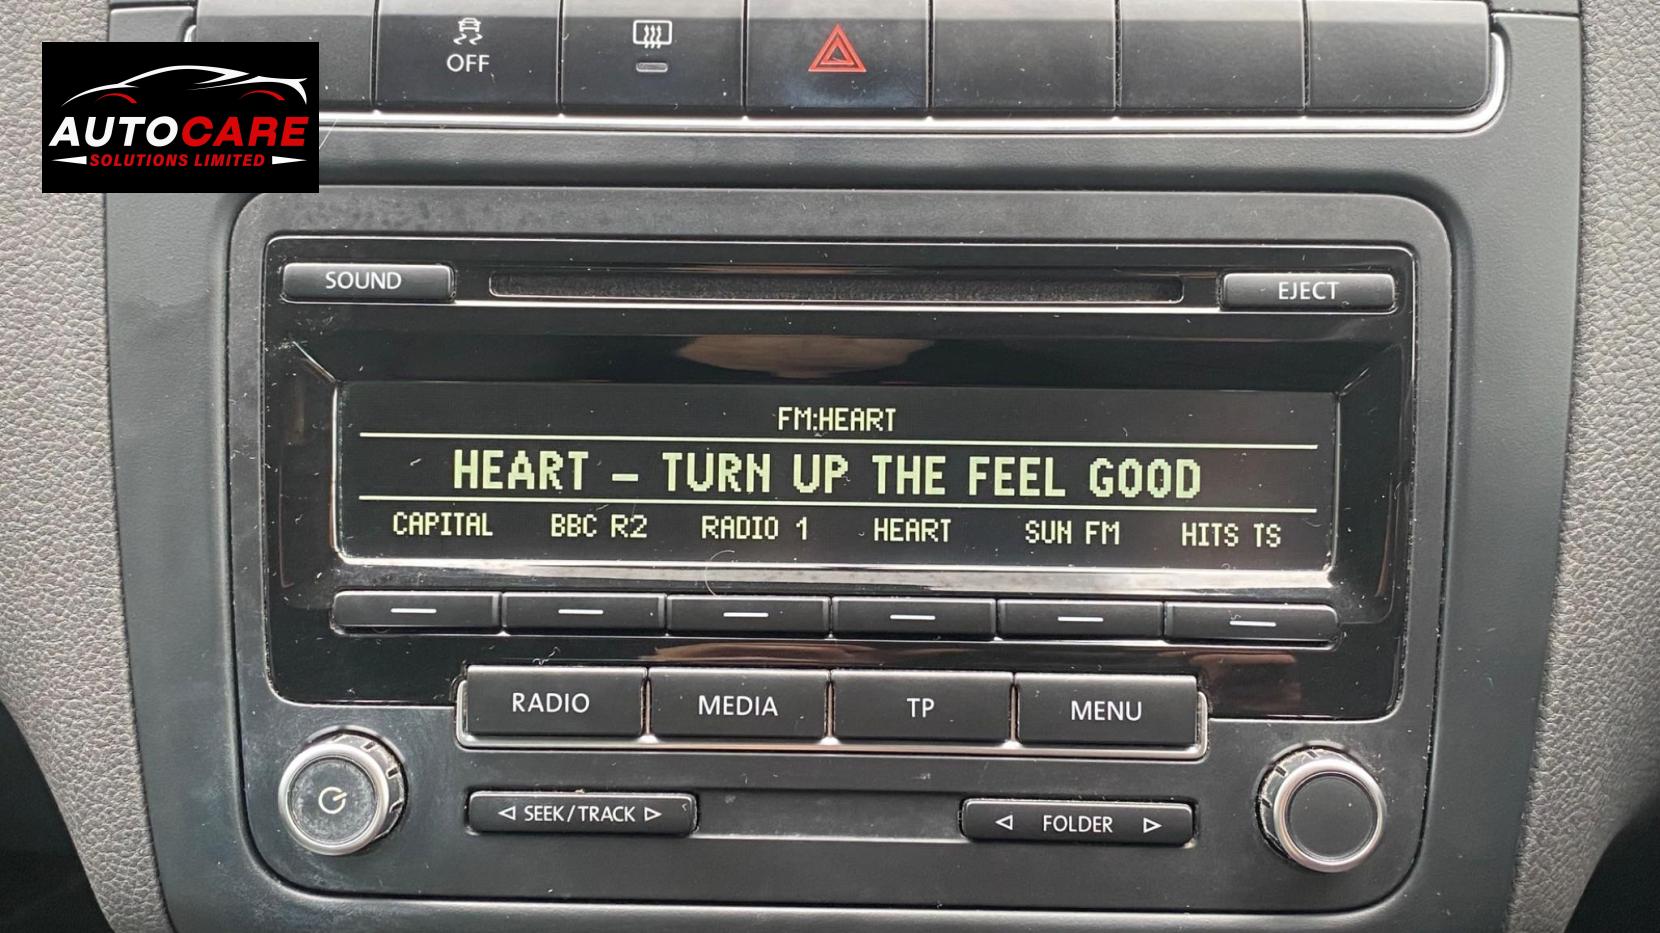 OFF
AUTOCARE
SOLUTIONS LIMITED
SOUND
EJECT
FM:HEART
HEART - TURN UP THE FEEL GOOD
CAPITAL BBC R2 RADIO 1 HEART SUN FM HITS TS
RADIO MEDIA TP MENU
SEEK/TRACK FOLDER